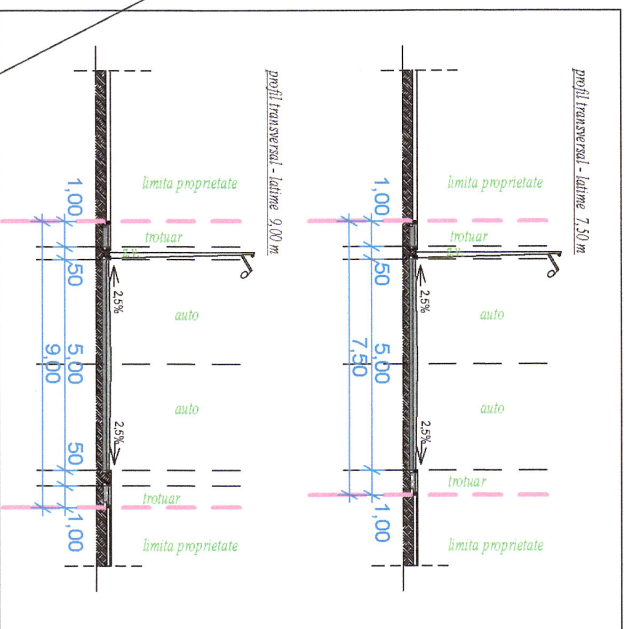 profil transversal - latime 7,50 m
limita proprietate
trotuar
auto
auto
trotuar
limita proprietate
2,5%
2,5%
1,00
50
5,00
1,00
7,50
profil transversal - latime 9,00 m
limita proprietate
trotuar
auto
auto
trotuar
limita proprietate
2,5%
2,5%
1,00
50
5,00
50
1,00
9,00